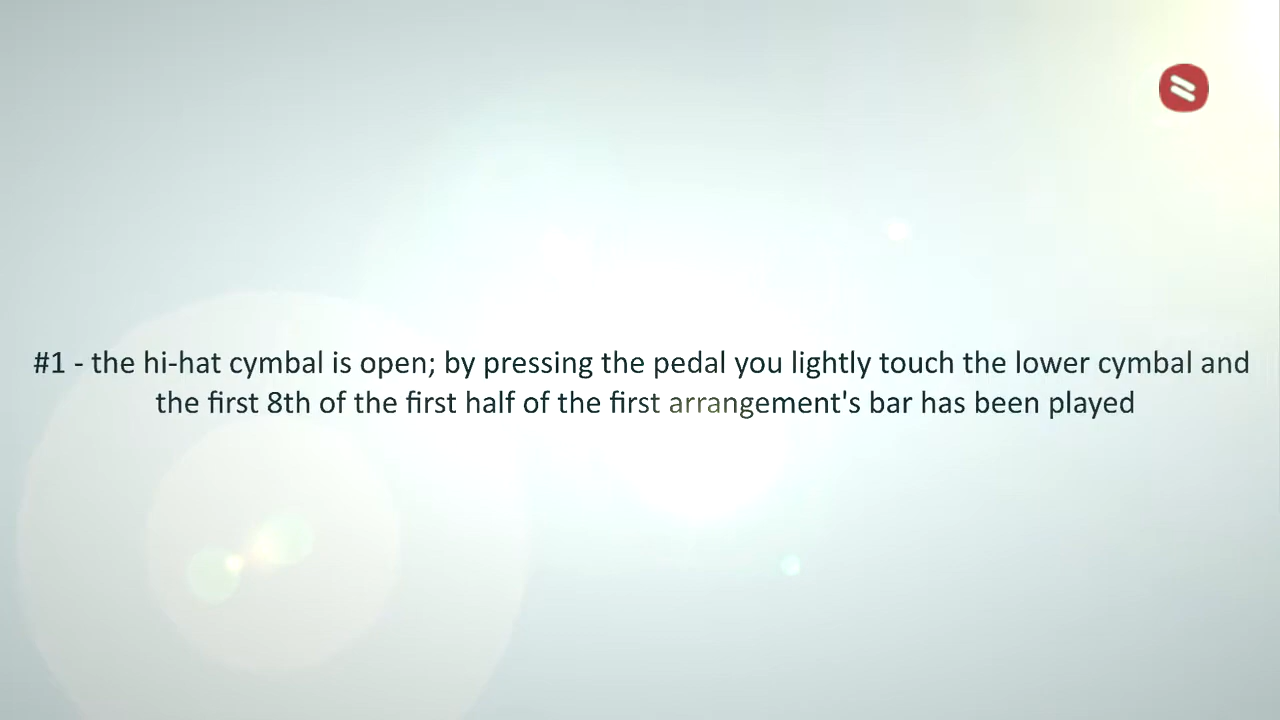 #1 - the hi-hat cymbal is open; by pressing the pedal you lightly touch the lower cymbal and
the first 8th of the first half of the first arrangement's bar has been played